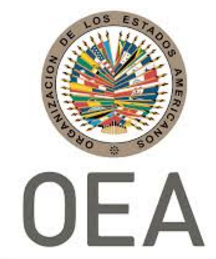 ORGANIZACION DE LOS ESTADOS AMERICANOS
OEA